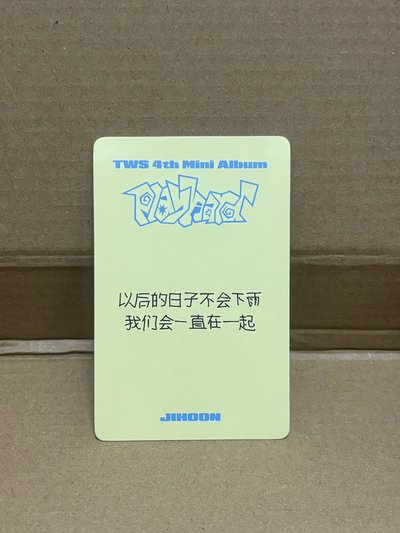 TWS 4th Mini Album
play hard
以后的日子不会下雨
我们会一直在一起
JIHOON